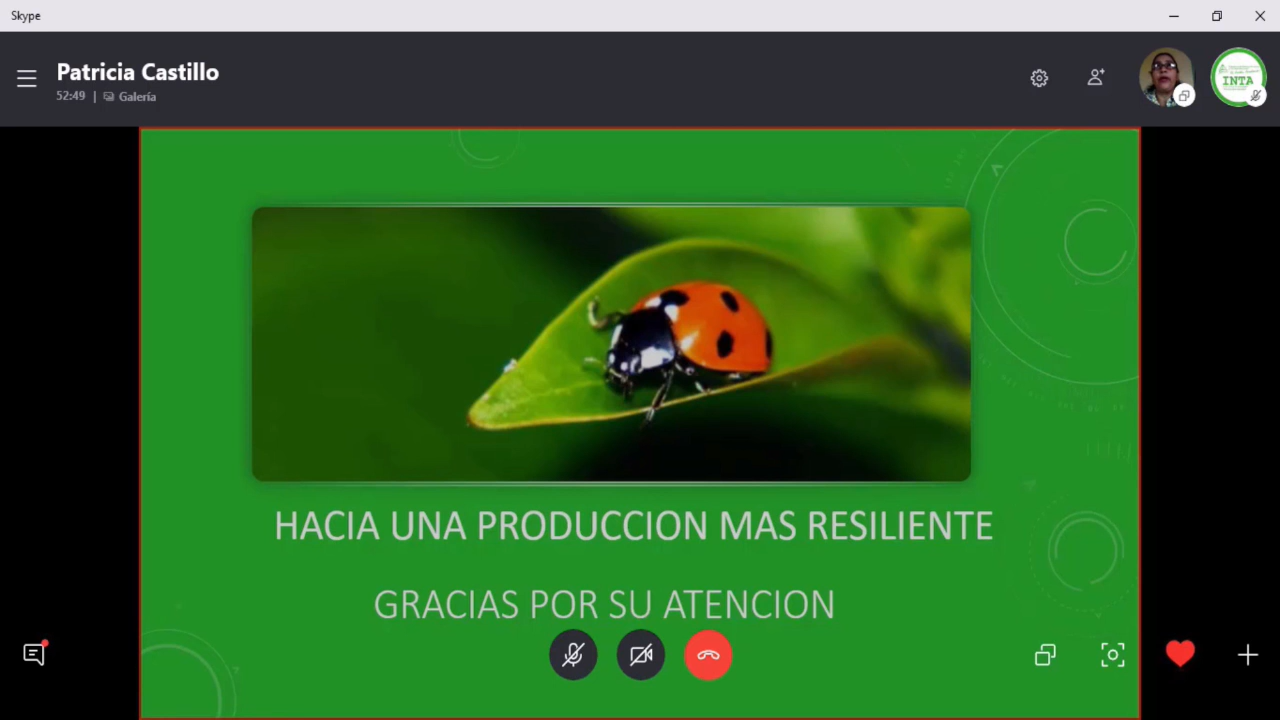 Skype
Patricia Castillo
52:49 | Galería
INTA
HACIA UNA PRODUCCION MAS RESILIENTE
GRACIAS POR SU ATENCION